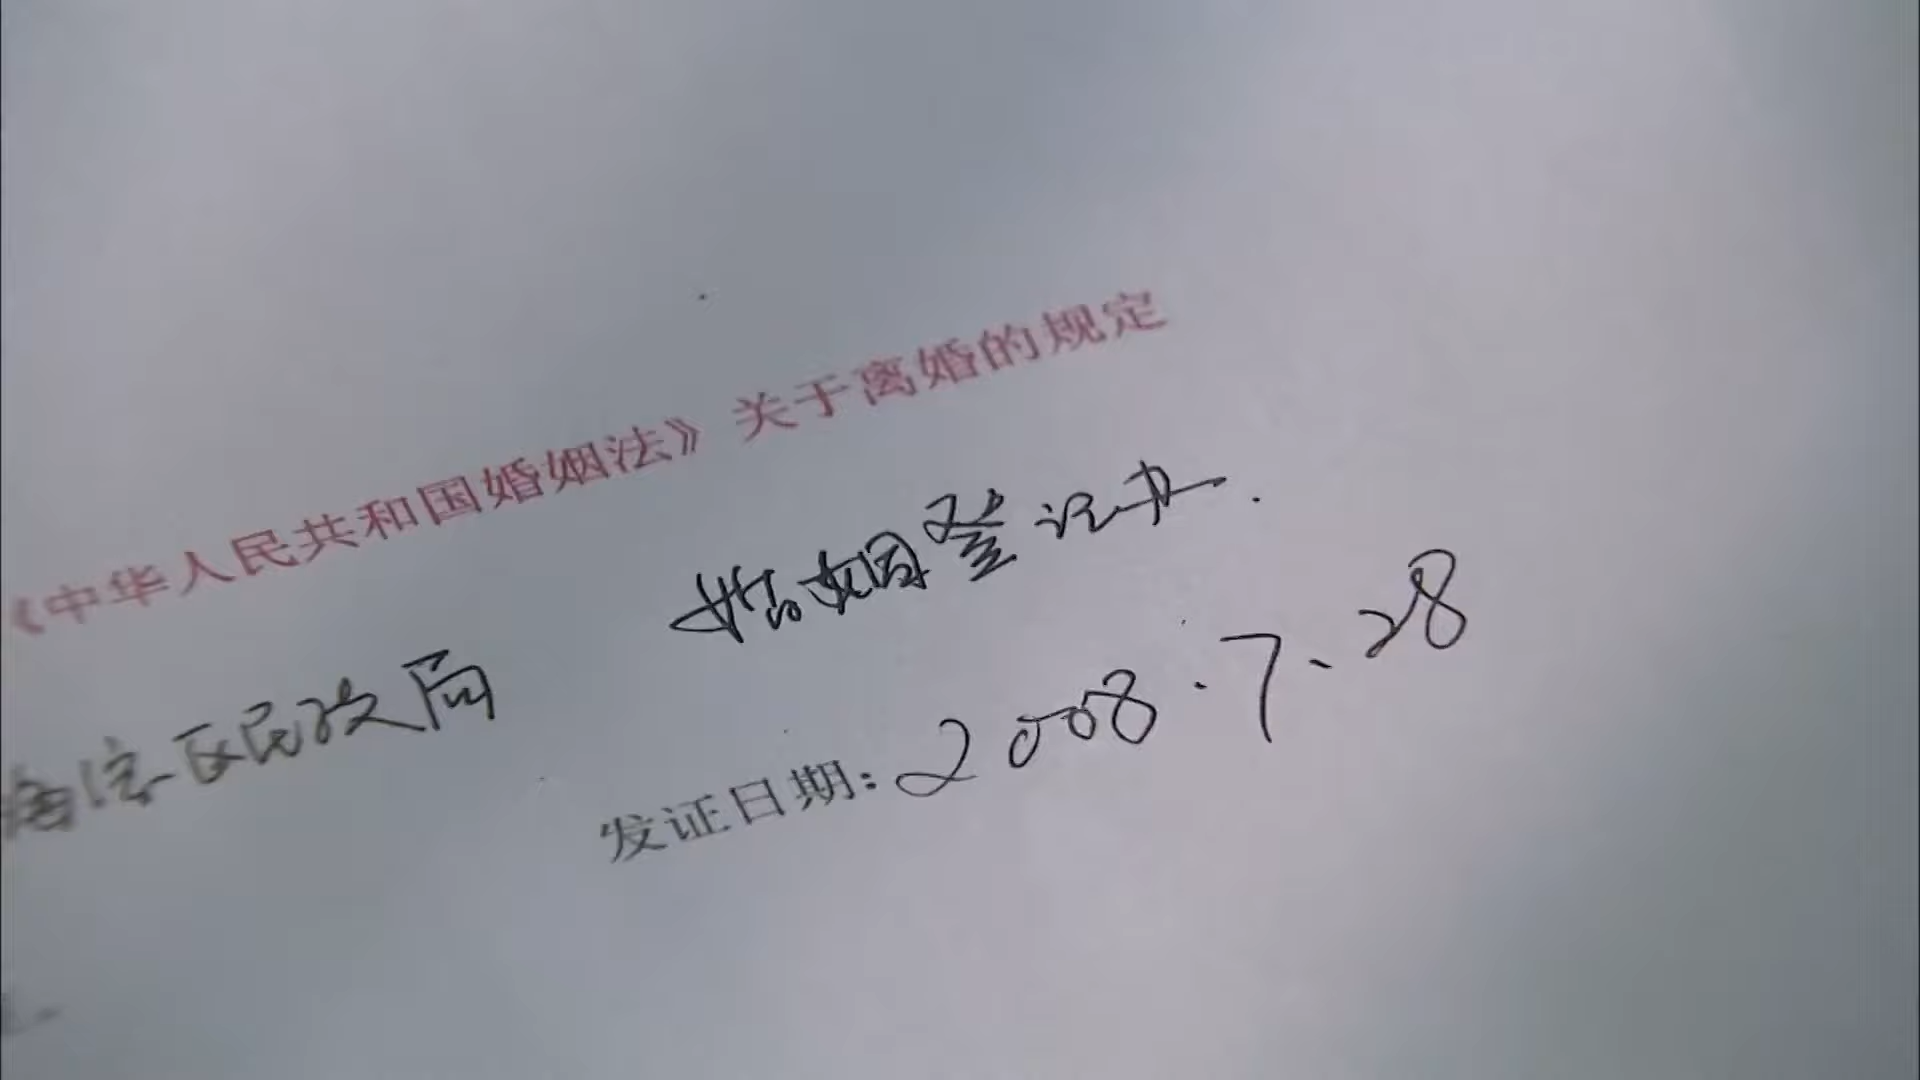 《中华人民共和国婚姻法》关于离婚的规定
婚姻登记办.
区民政局
发证日期:2008.7.28